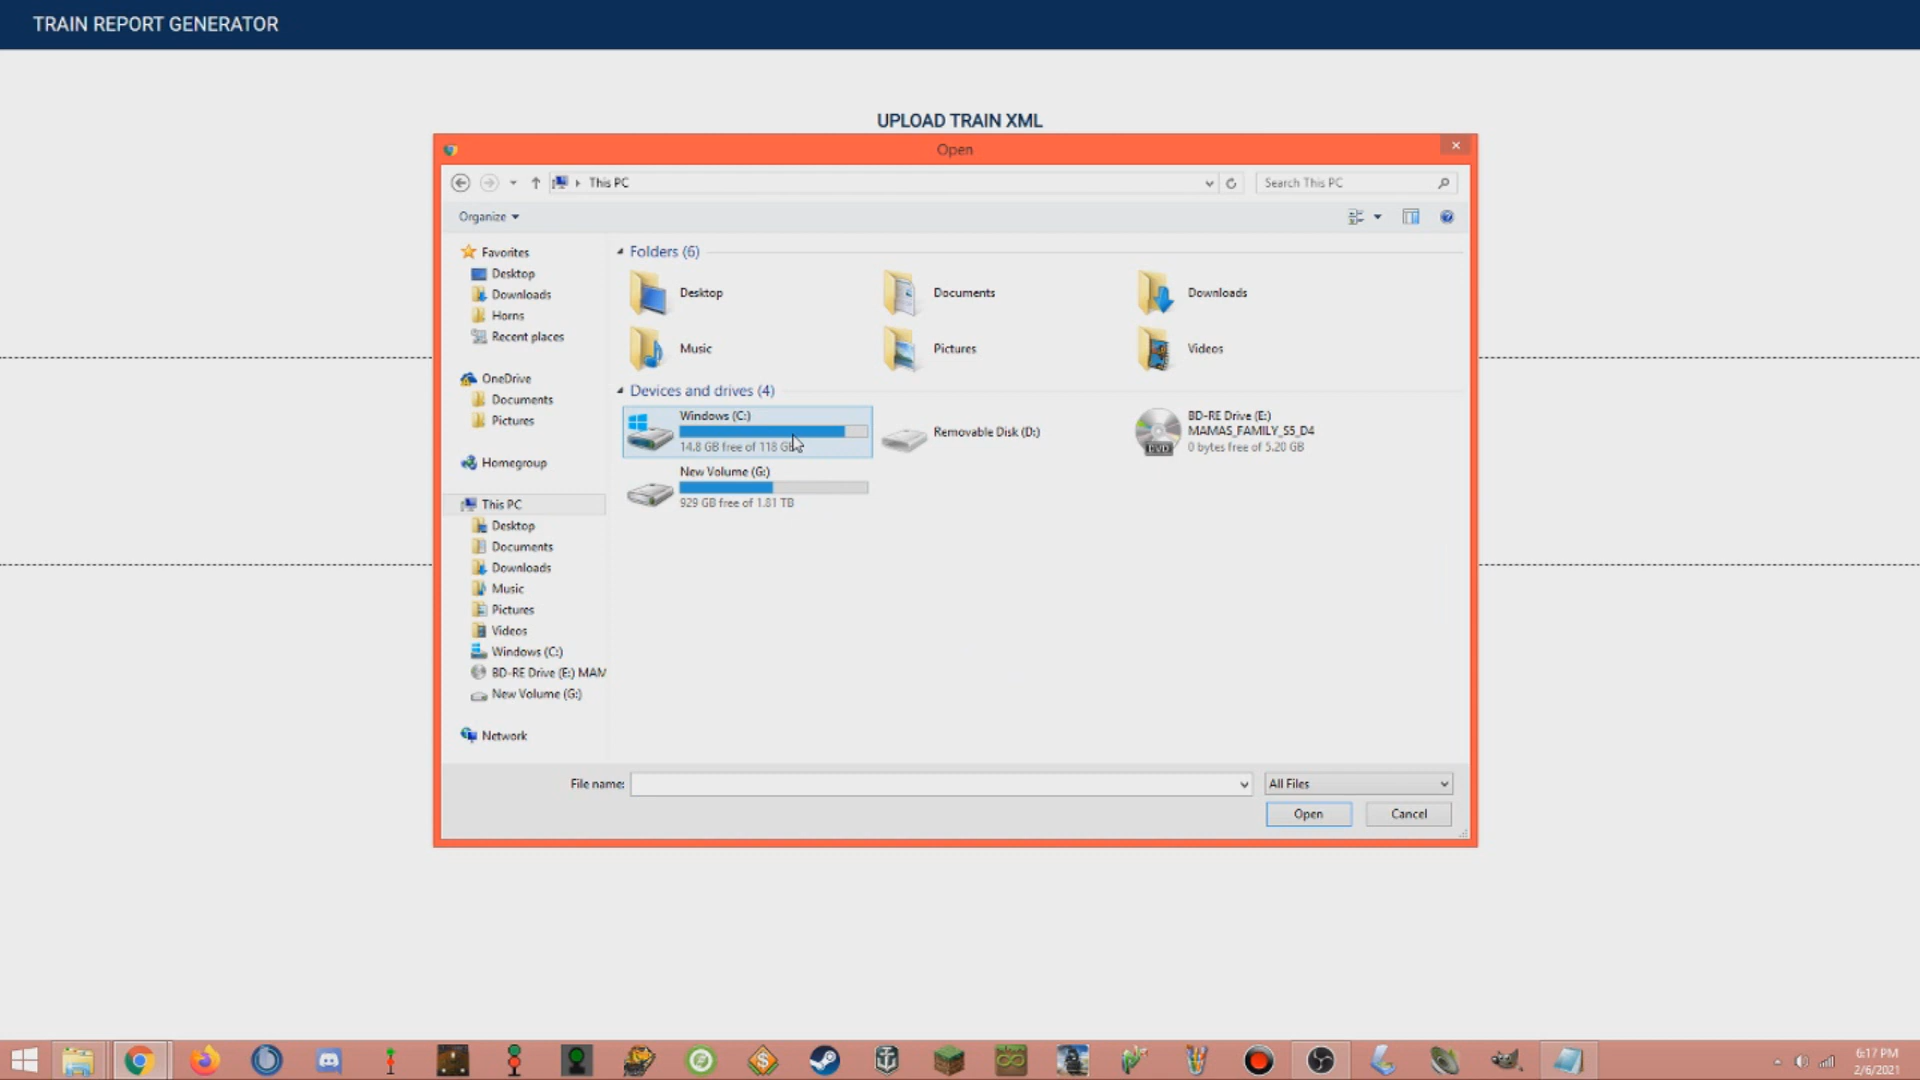 TRAIN REPORT GENERATOR
UPLOAD TRAIN XML
Open
This PC
Search This PC
Organize
Favorites
Desktop
Downloads
Horns
Recent places
OneDrive
Documents
Pictures
Homegroup
This PC
Desktop
Documents
Downloads
Music
Pictures
Videos
Windows (C:)
BD-RE Drive (E:) MAM
New Volume (G:)
Network
Folders (6)
Desktop
Documents
Downloads
Music
Pictures
Videos
Devices and drives (4)
Windows (C:)
14.8 GB free of 118 GB
Removable Disk (D:)
BD-RE Drive (E:)
MAMAS_FAMILY_S5_D4
0 bytes free of 5.20 GB
DVD
New Volume (G:)
929 GB free of 1.81 TB
File name:
All Files
Open
Cancel
6:17 PM
2/6/2021